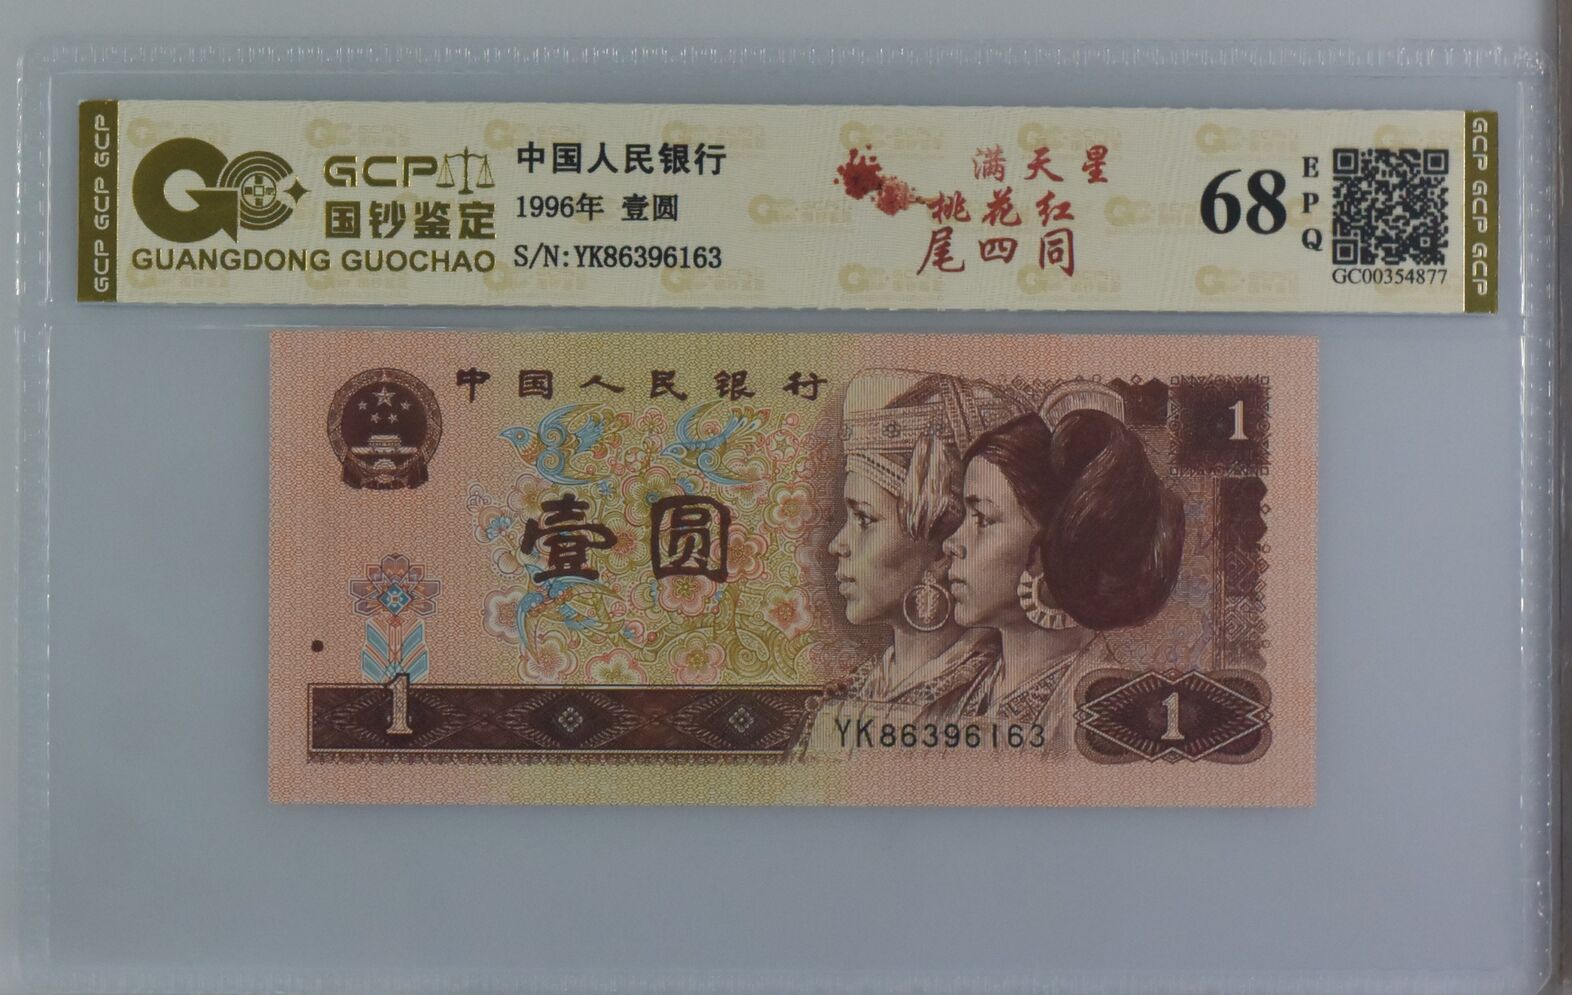 GCP GCP GCP
GCP
国钞鉴定
GUANGDONG GUOCHAO
中国人民银行
1996年 壹圆
S/N:YK86396163
满天星
桃花红
尾四同
68
EPQ
GC00354877
GCP GCP GCP
中国人民银行
1
壹圆
1
YK86396163
1